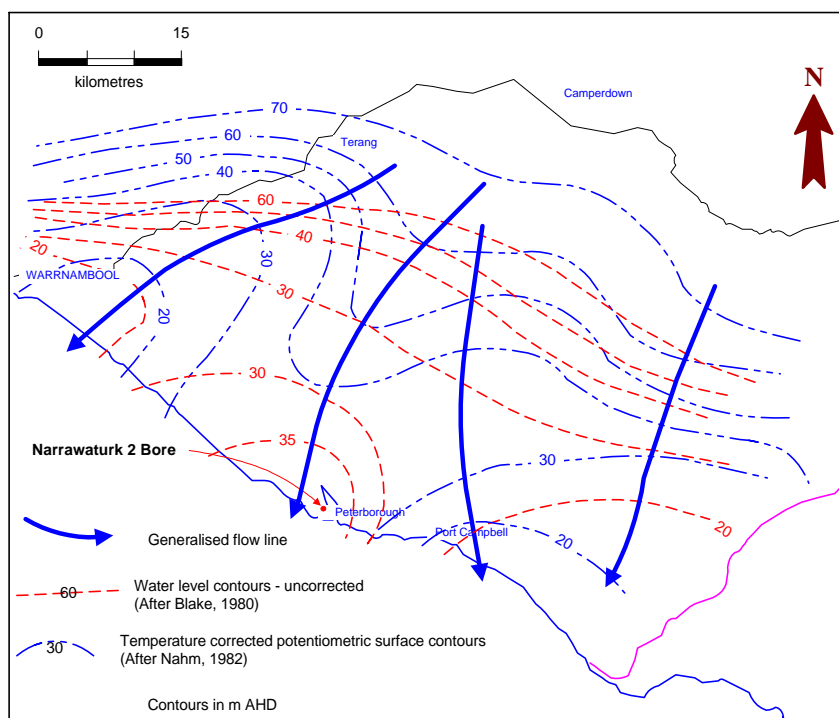 0 15
kilometres
N
Camperdown
70
60
Terang
50
40
60
20
40
30
WARRNAMBOOL
30
20
30
35
30
Narrawaturk 2 Bore
20
Peterborough
Port Campbell
20
Generalised flow line
60
Water level contours - uncorrected
(After Blake, 1980)
30
Temperature corrected potentiometric surface contours
(After Nahm, 1982)
Contours in m AHD